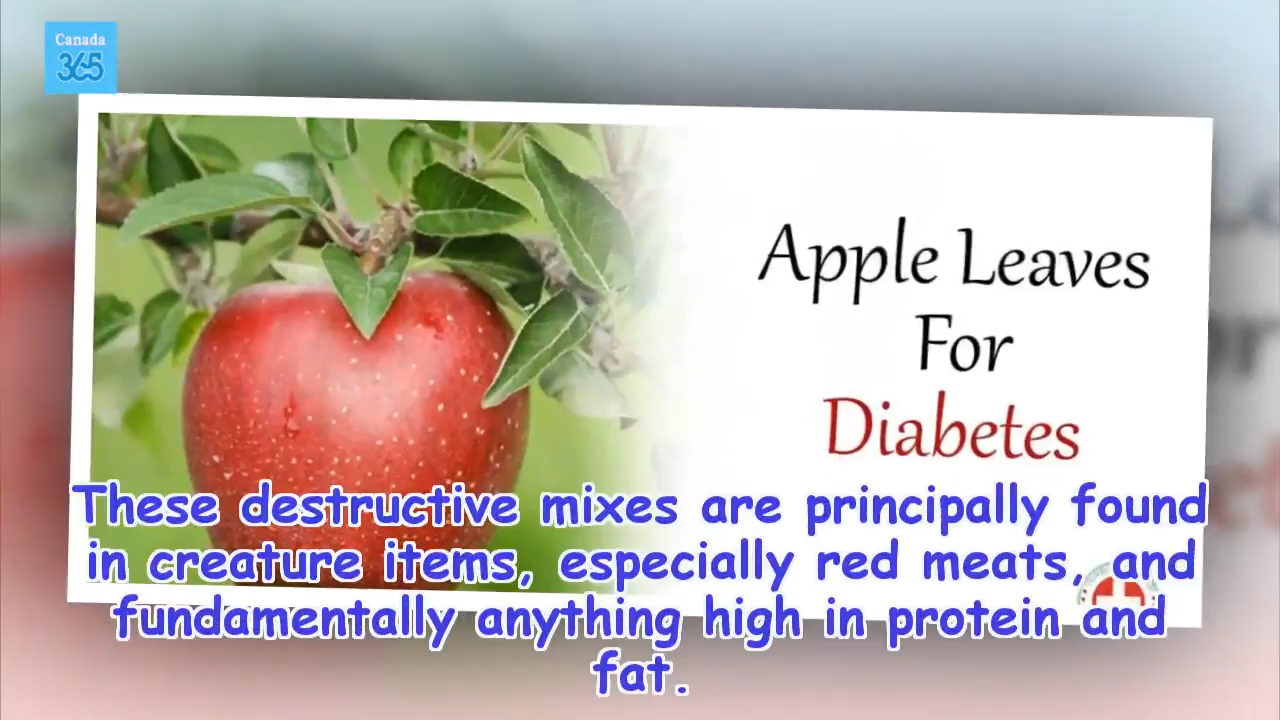 Canada
365
Apple Leaves
For
Diabetes
These destructive mixes are principally found
in creature items, especially red meats, and
fundamentally anything high in protein and
fat.